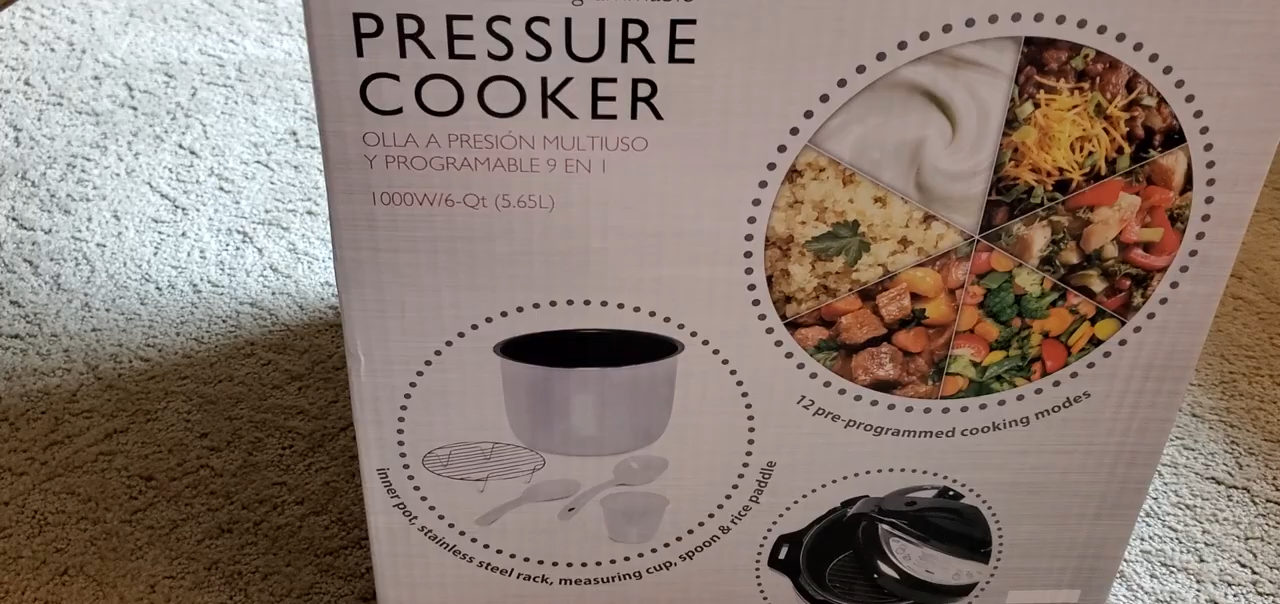 PRESSURE
COOKER
OLLA A PRESIÓN MULTIUSO
Y PROGRAMABLE 9 EN 1
1000W/6-Qt (5.65L)
12 pre-programmed cooking modes
inner pot, stainless steel rack, measuring cup, spoon & rice paddle